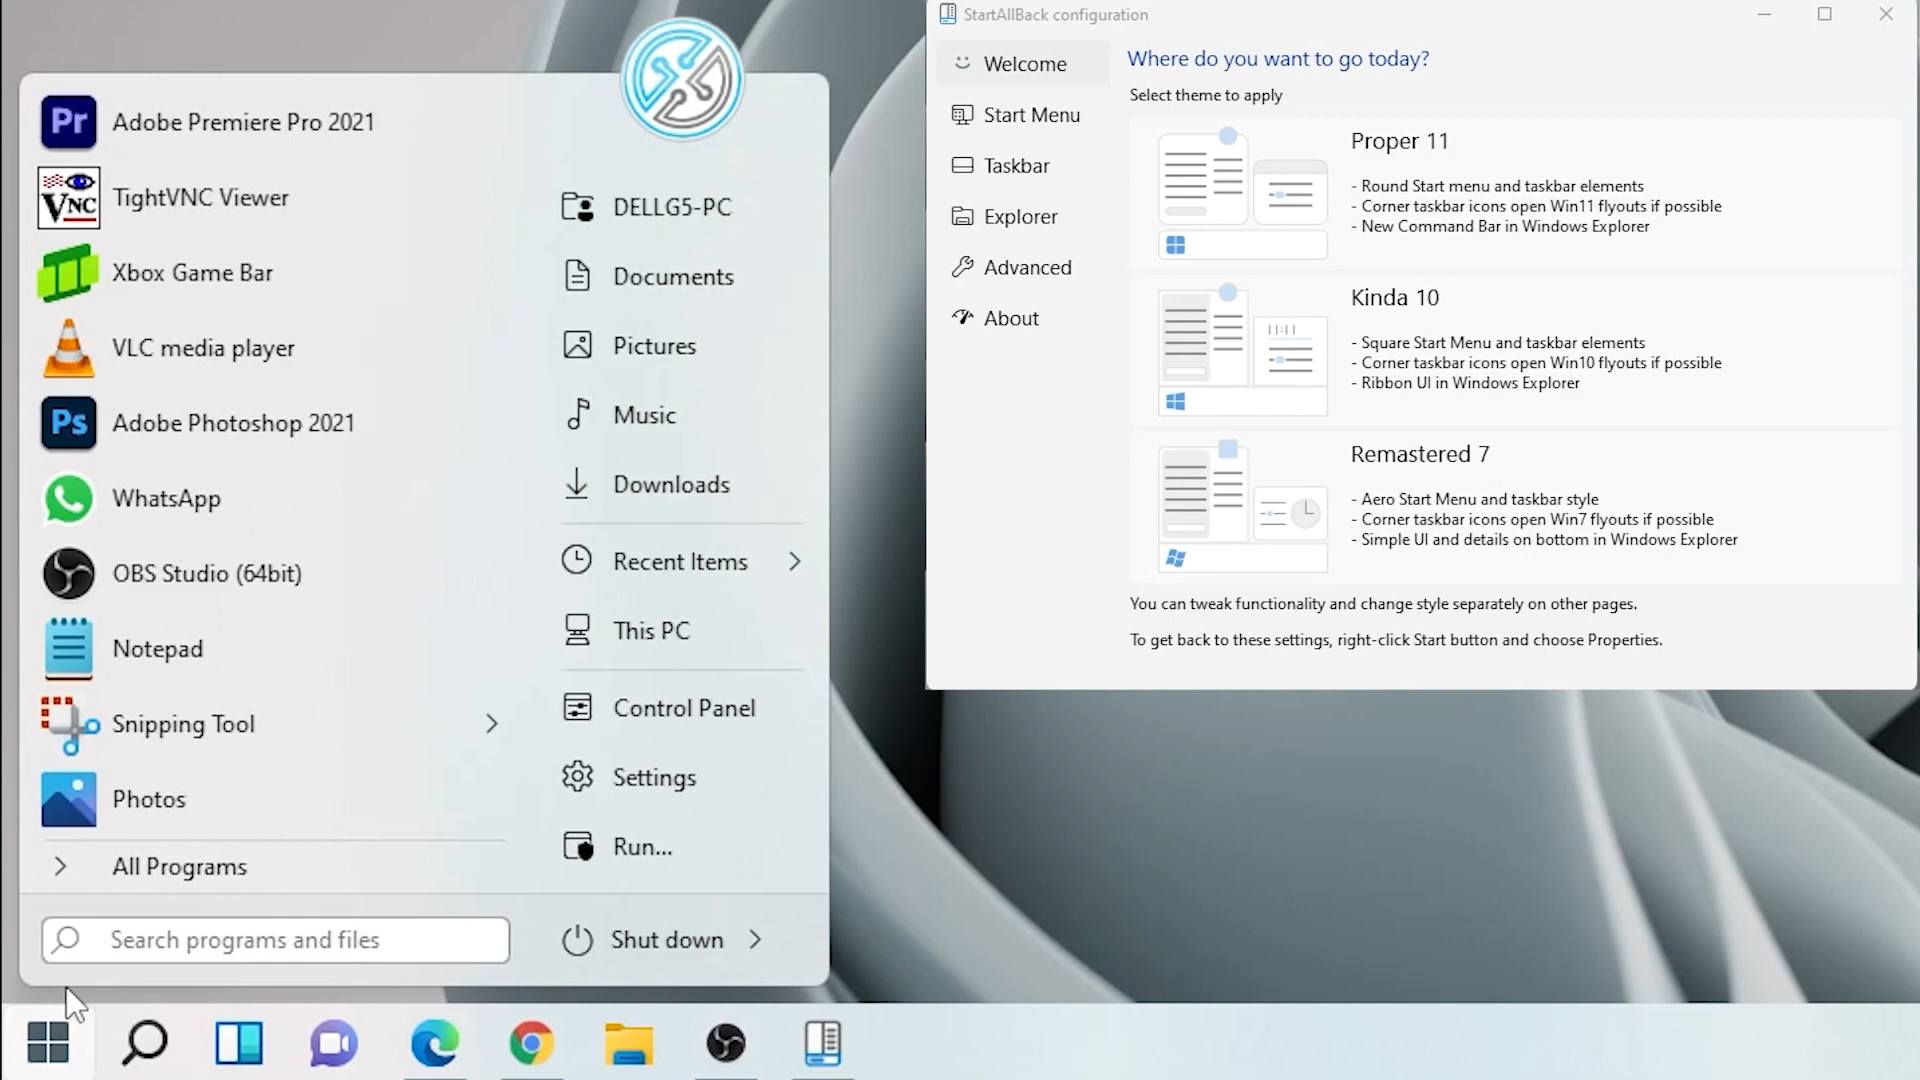 Pr Adobe Premiere Pro 2021
VNC TightVNC Viewer
Xbox Game Bar
VLC media player
Ps Adobe Photoshop 2021
WhatsApp
OBS Studio (64bit)
Notepad
Snipping Tool
Photos
All Programs
Search programs and files
DELLG5-PC
Documents
Pictures
Music
Downloads
Recent Items
This PC
Control Panel
Settings
Run...
Shut down
StartAllBack configuration
Welcome
Start Menu
Taskbar
Explorer
Advanced
About
Where do you want to go today?
Select theme to apply
Proper 11
- Round Start menu and taskbar elements
- Corner taskbar icons open Win11 flyouts if possible
- New Command Bar in Windows Explorer
11:11
Kinda 10
- Square Start Menu and taskbar elements
- Corner taskbar icons open Win10 flyouts if possible
- Ribbon UI in Windows Explorer
Remastered 7
- Aero Start Menu and taskbar style
- Corner taskbar icons open Win7 flyouts if possible
- Simple UI and details on bottom in Windows Explorer
You can tweak functionality and change style separately on other pages.
To get back to these settings, right-click Start button and choose Properties.